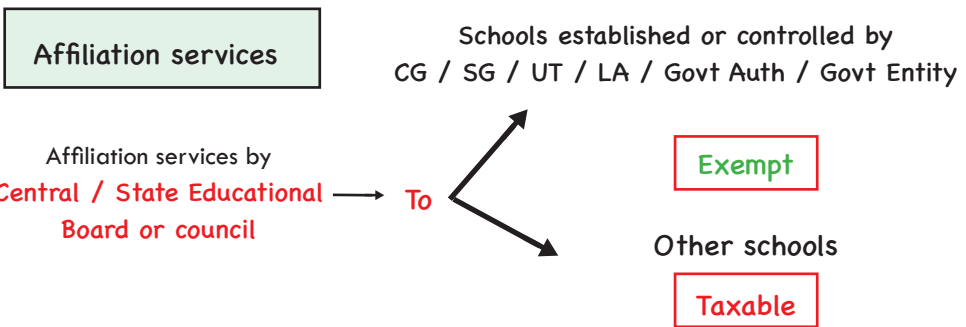 Affiliation services
Schools established or controlled by
CG / SG / UT / LA / Govt Auth / Govt Entity
Affiliation services by
Central / State Educational
Board or council
To
Exempt
Other schools
Taxable